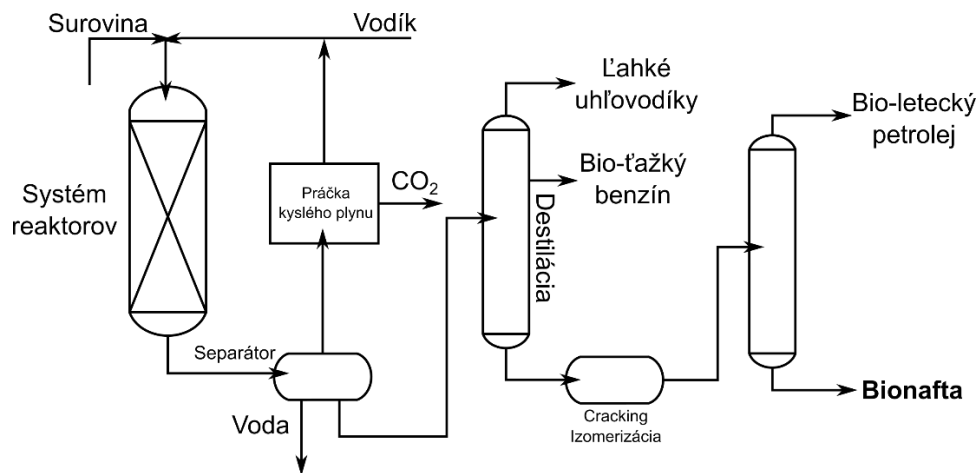 Surovina
Vodík
Systém
reaktorov
Práčka
kyslého plynu
CO₂
Separátor
Voda
Ľahké
uhľovodíky
Bio-ťažký
benzín
Destilácia
Cracking
Izomerizácia
Bio-letecký
petrolej
Bionafta